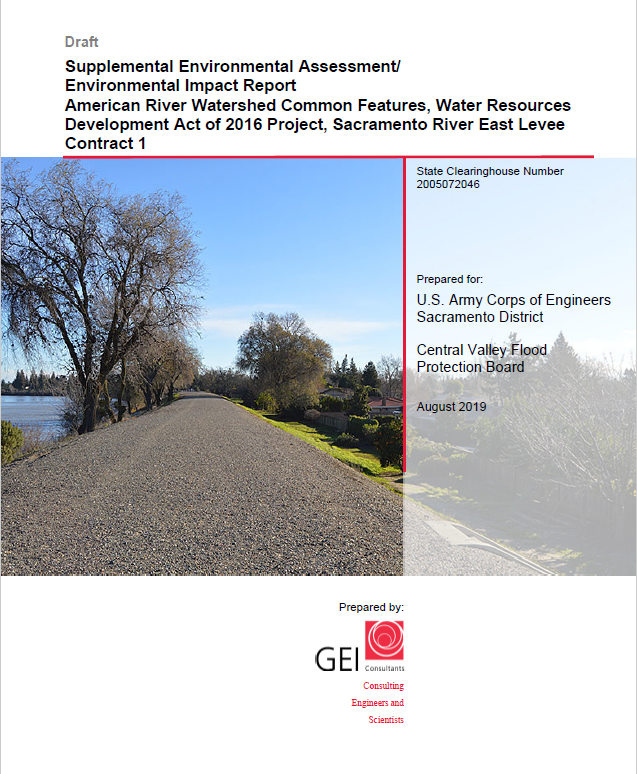 Draft
Supplemental Environmental Assessment/
Environmental Impact Report
American River Watershed Common Features, Water Resources
Development Act of 2016 Project, Sacramento River East Levee
Contract 1
State Clearinghouse Number
2005072046
Prepared for:
U.S. Army Corps of Engineers
Sacramento District
Central Valley Flood
Protection Board
August 2019
Prepared by:
GEI
Consultants
Consulting
Engineers and
Scientists